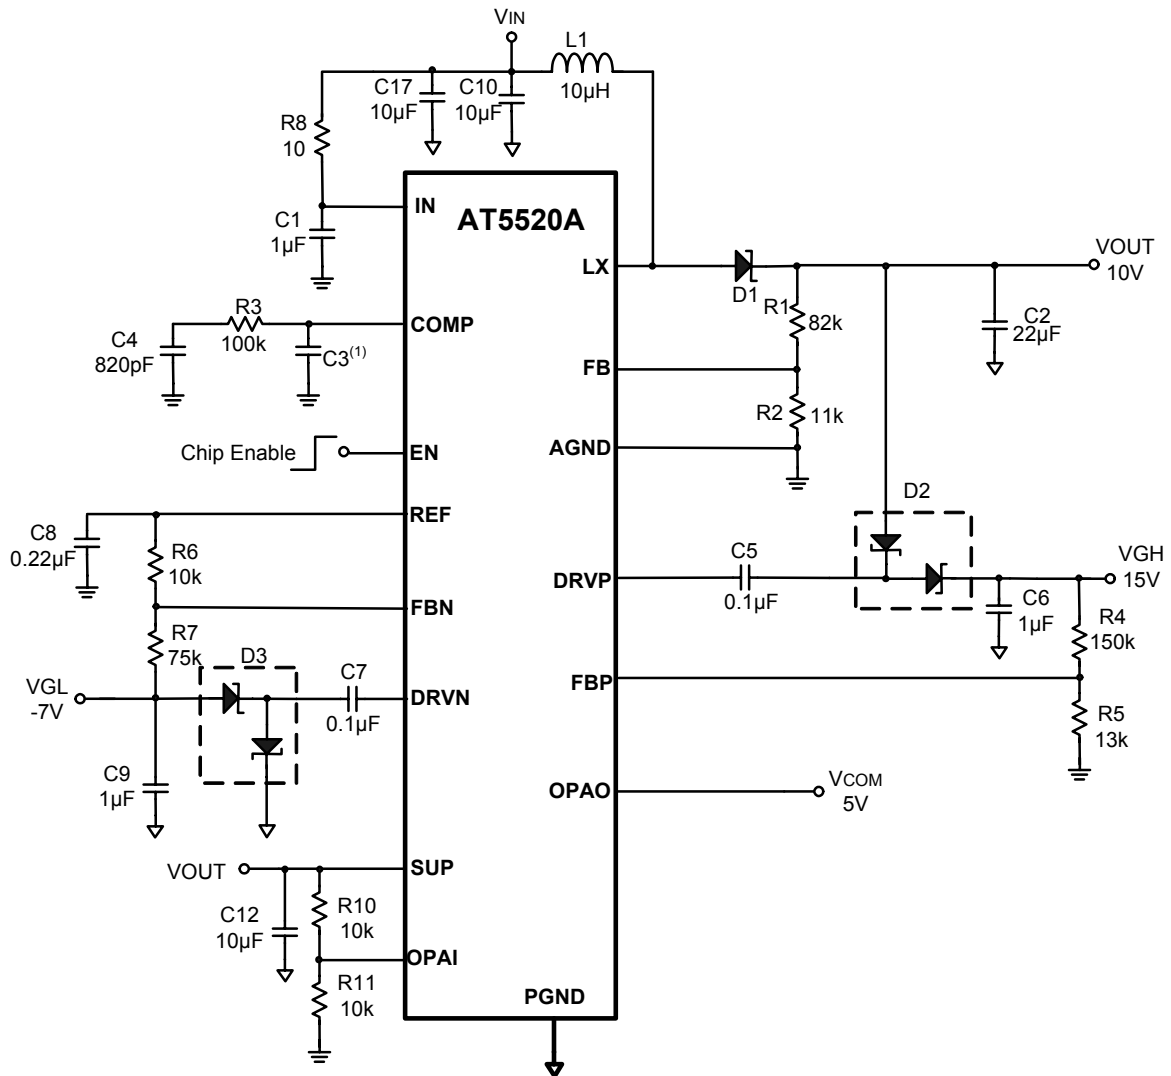 VIN
L1
10µH
C17
10µF
C10
10µF
R8
10
C1
1µF
IN
AT5520A
LX
D1
VOUT
10V
R1
82k
C2
22µF
R3
100k
C4
820pF
C3(1)
COMP
FB
R2
11k
AGND
Chip Enable
EN
REF
C8
0.22µF
R6
10k
D2
C5
0.1µF
DRVP
VGH
15V
C6
1µF
R4
150k
FBN
R7
75k
D3
C7
0.1µF
VGL
-7V
DRVN
FBP
R5
13k
C9
1µF
OPAO
VCOM
5V
VOUT
SUP
C12
10µF
R10
10k
OPAI
R11
10k
PGND